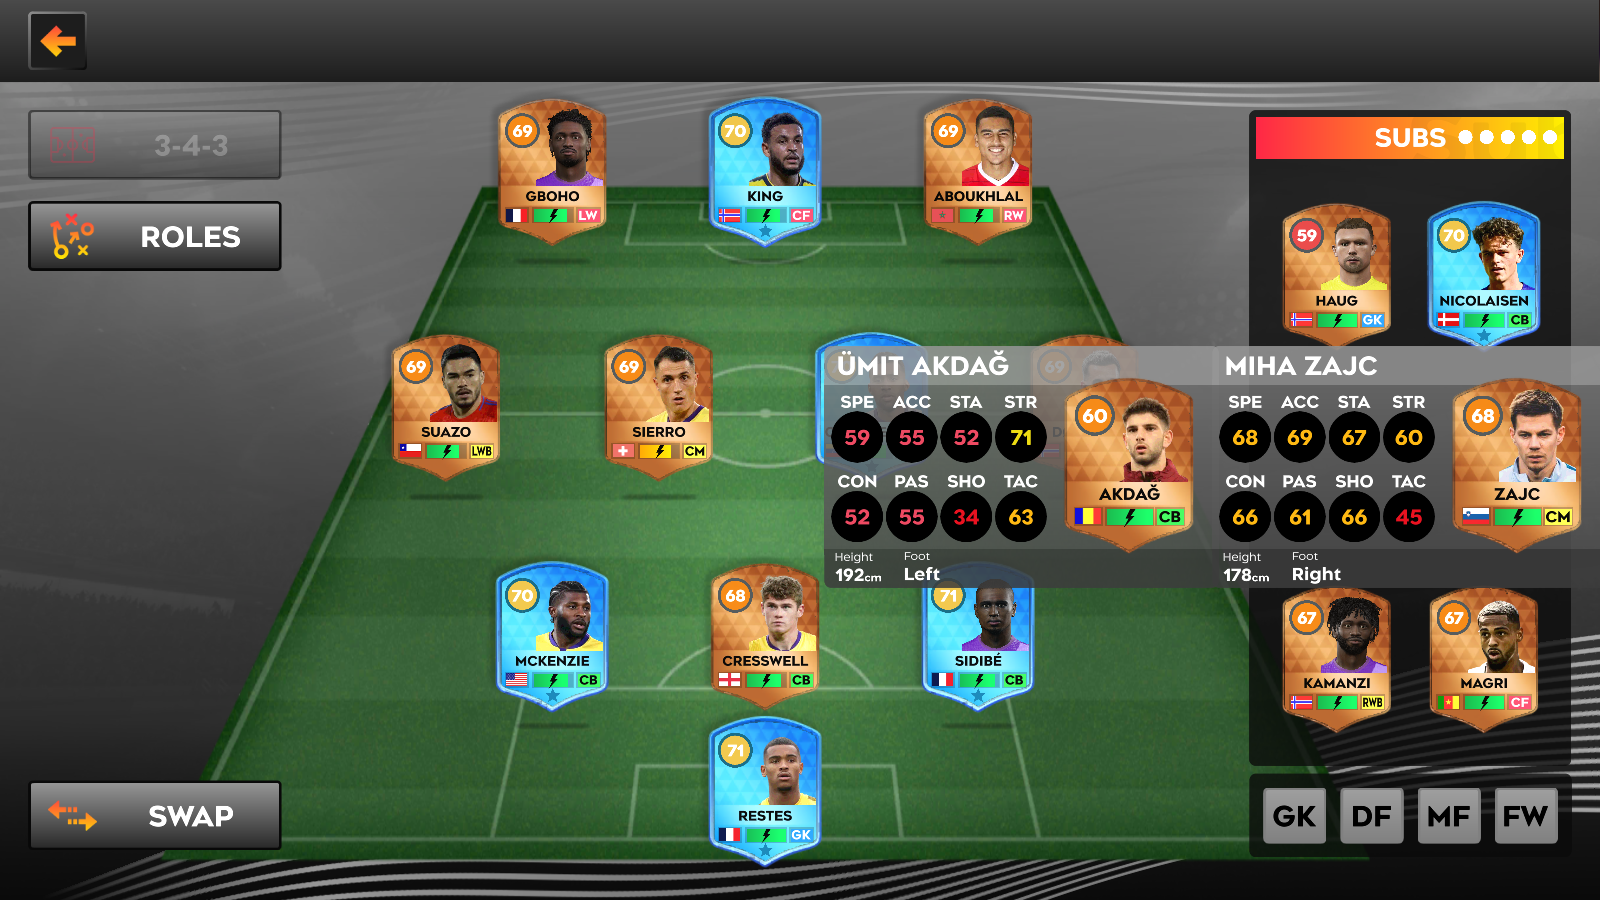 3-4-3
ROLES
SWAP
69
GBOHO
LW
70
KING
CF
69
ABOUKHLAL
RW
69
SUAZO
LWB
69
SIERRO
CM
69
70
MCKENZIE
CB
68
CRESSWELL
CB
71
SIDIBÉ
CB
71
RESTES
GK
SUBS
59
HAUG
GK
70
NICOLAISEN
CB
ÜMIT AKDAĞ
SPE ACC STA STR
59 55 52 71
CON PAS SHO TAC
52 55 34 63
Height Foot
192cm Left
60
AKDAĞ
CB
MIHA ZAJC
SPE ACC STA STR
68 69 67 60
CON PAS SHO TAC
66 61 66 45
Height Foot
178cm Right
68
ZAJC
CM
67
KAMANZI
RWB
67
MAGRI
CF
GK DF MF FW